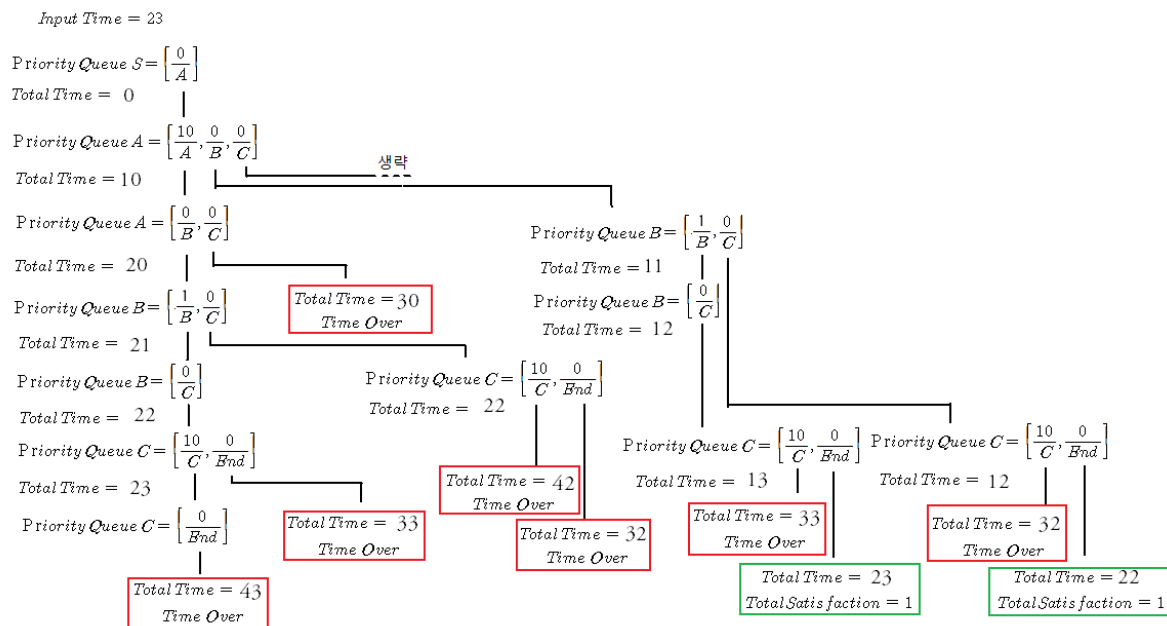 Input Time = 23
Priority Queue S = [0/A]
Total Time = 0
Priority Queue A = [10/A, 0/B, 0/C]
생략
Total Time = 10
Priority Queue A = [0/B, 0/C]
Priority Queue B = [1/B, 0/C]
Total Time = 20
Total Time = 11
Priority Queue B = [1/B, 0/C]
Total Time = 30
Time Over
Priority Queue B = [0/C]
Total Time = 21
Total Time = 12
Priority Queue B = [0/C]
Priority Queue C = [10/C, 0/End]
Total Time = 22
Total Time = 22
Priority Queue C = [10/C, 0/End]
Priority Queue C = [10/C, 0/End]
Priority Queue C = [10/C, 0/End]
Total Time = 23
Total Time = 42
Time Over
Total Time = 13
Total Time = 12
Priority Queue C = [0/End]
Total Time = 33
Time Over
Total Time = 32
Time Over
Total Time = 33
Time Over
Total Time = 32
Time Over
Total Time = 43
Time Over
Total Time = 23
Total Satisfaction = 1
Total Time = 22
Total Satisfaction = 1